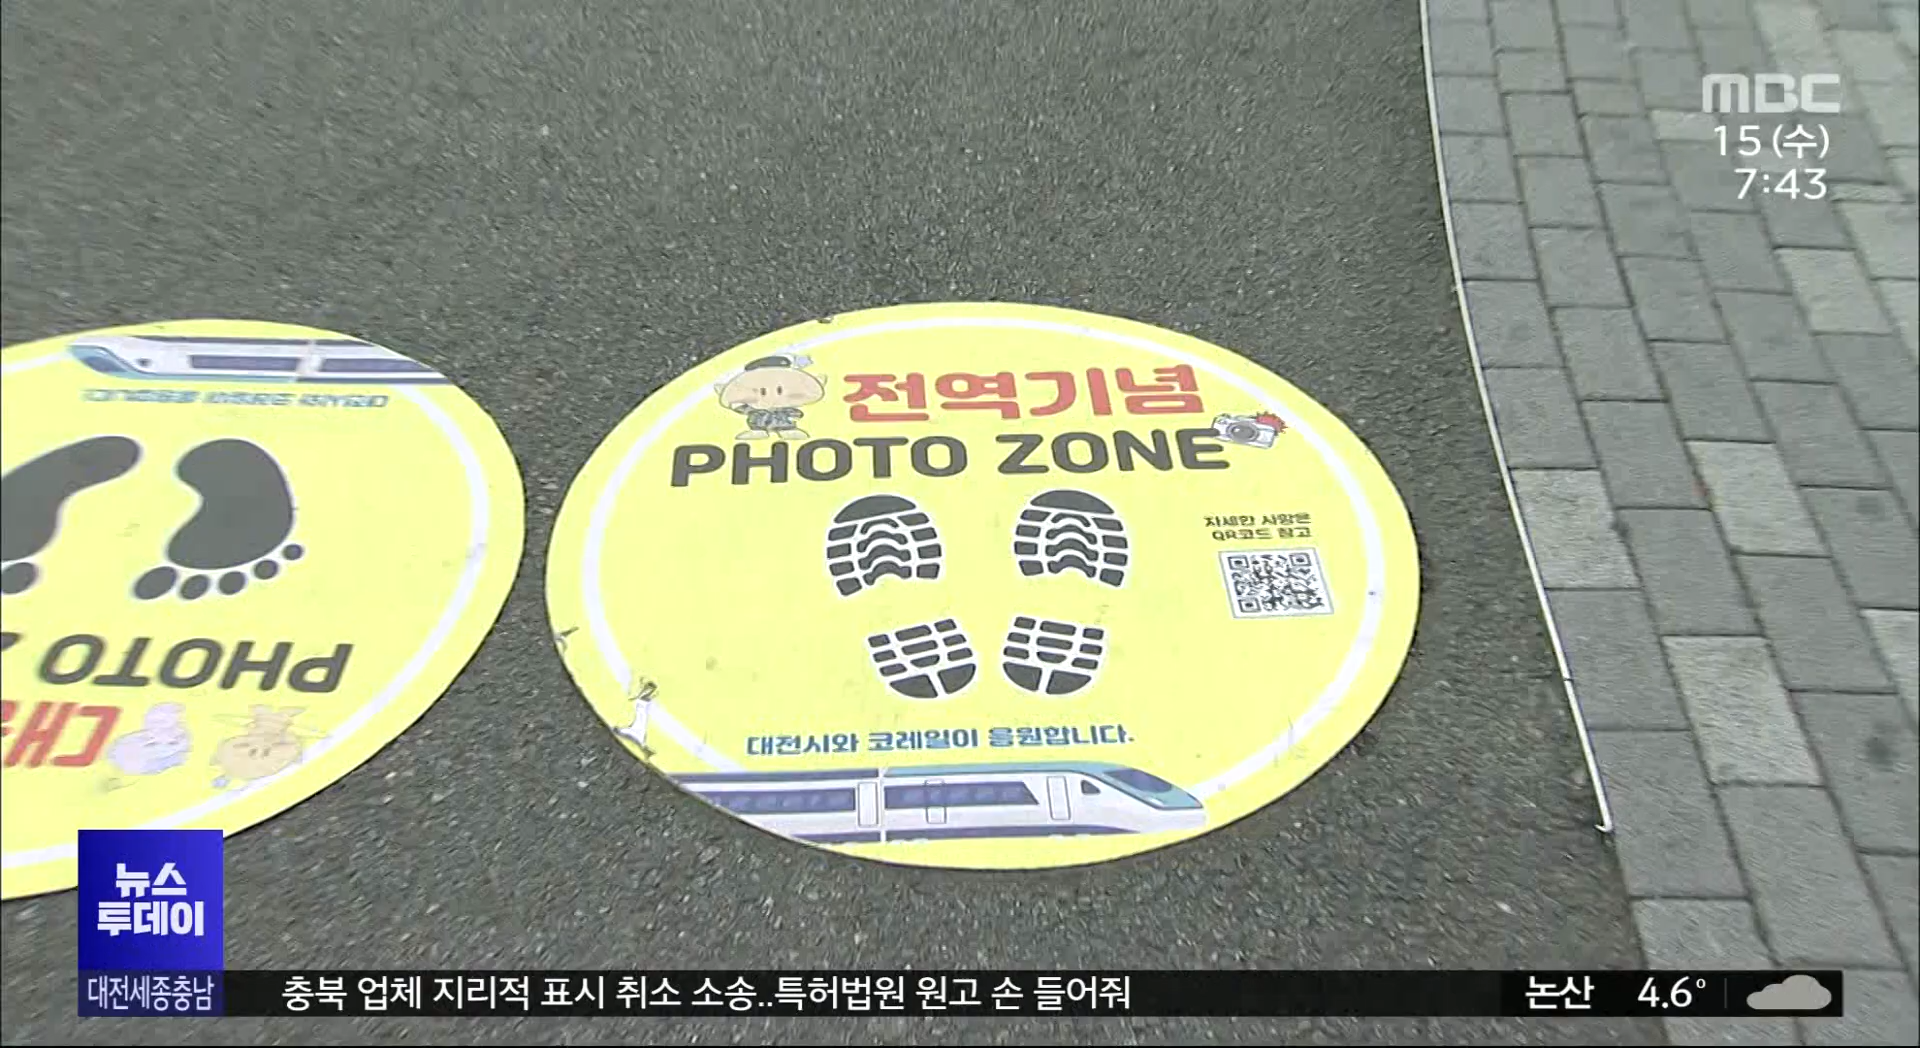 MBC
15 (수)
7:43
전역기념
PHOTO ZONE
자세한 사항은
QR코드 참고
대전시와 코레일이 응원합니다.
PHOTO
대
뉴스
투데이
대전세종충남
충북 업체 지리적 표시 취소 소송..특허법원 원고 손 들어줘
논산 4.6°